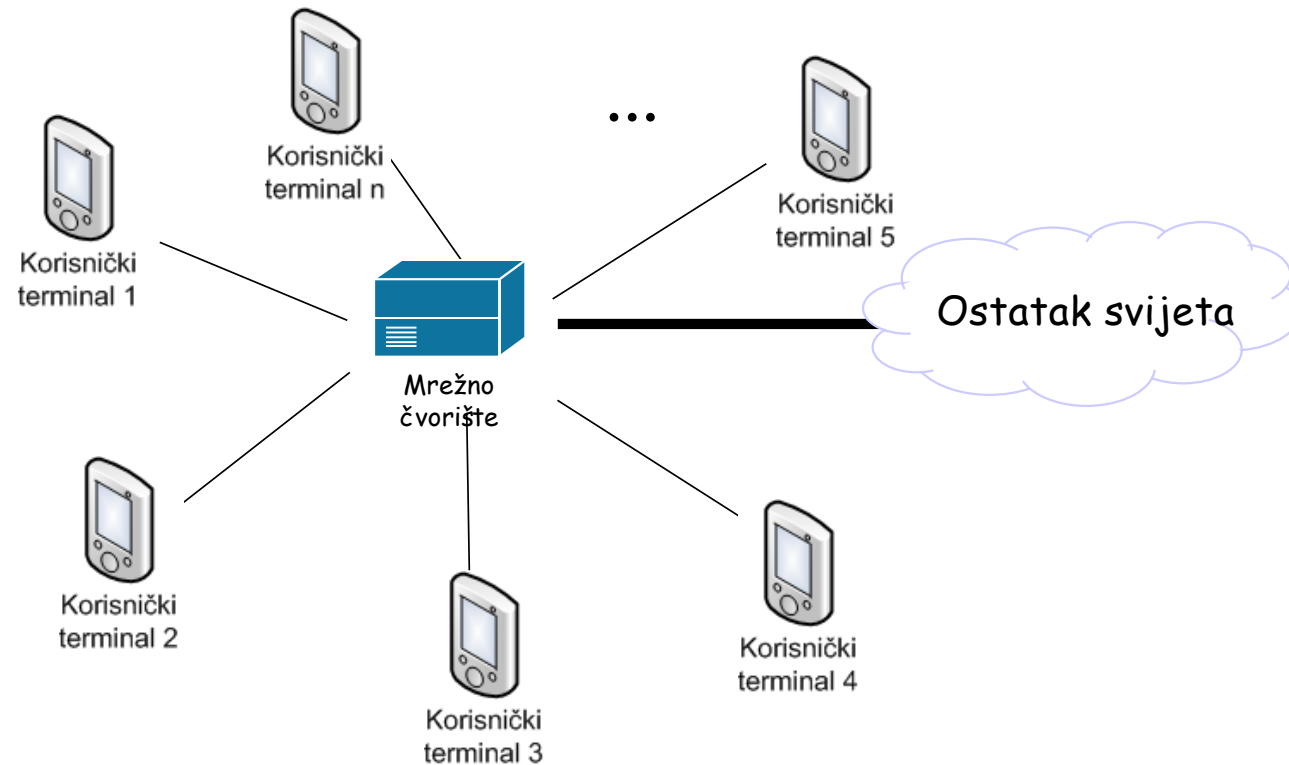 Korisnički
terminal n
...
Korisnički
terminal 5
Korisnički
terminal 1
Ostatak svijeta
Mrežno
čvorište
Korisnički
terminal 2
Korisnički
terminal 4
Korisnički
terminal 3